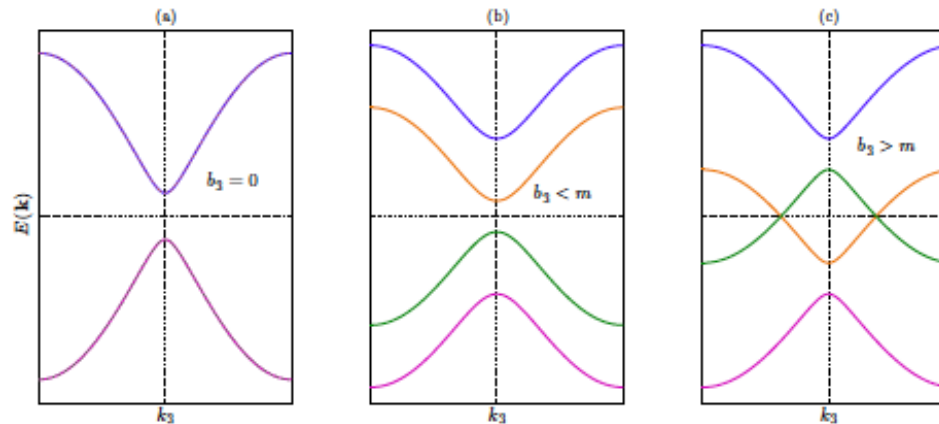 (a)
(b)
(c)
E(k)
b₃ = 0
b₃ < m
b₃ > m
k₃
k₃
k₃